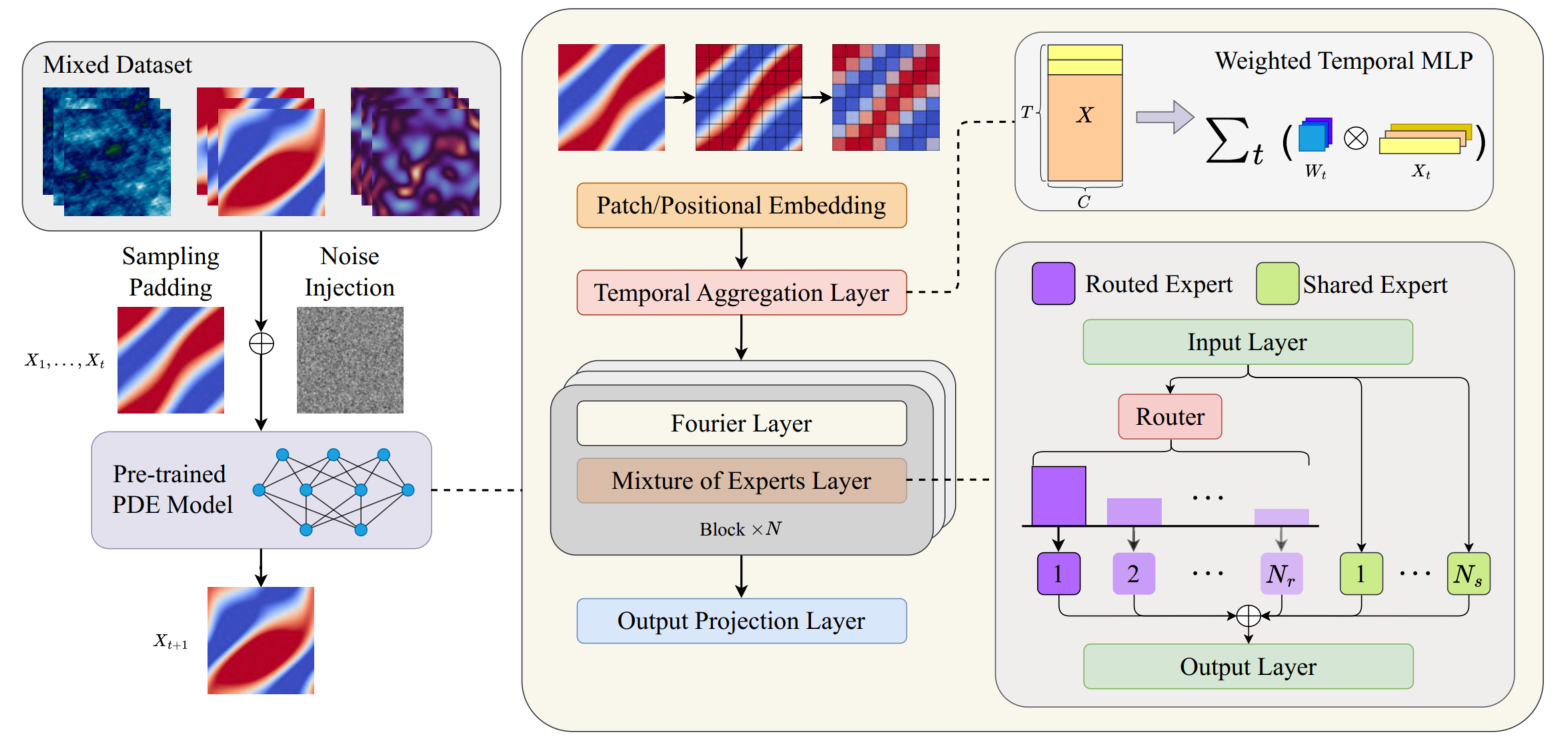 Mixed Dataset
Sampling
Padding
Noise
Injection
X₁, . . . , Xₜ
Pre-trained
PDE Model
Xₜ₊₁
Patch/Positional Embedding
Temporal Aggregation Layer
Fourier Layer
Mixture of Experts Layer
Block ×N
Output Projection Layer
Weighted Temporal MLP
T
X
C
∑t ( Wₜ ⊗ Xₜ )
Routed Expert
Shared Expert
Input Layer
Router
...
1 2 ... Nᵣ 1 ... Nₛ
Output Layer